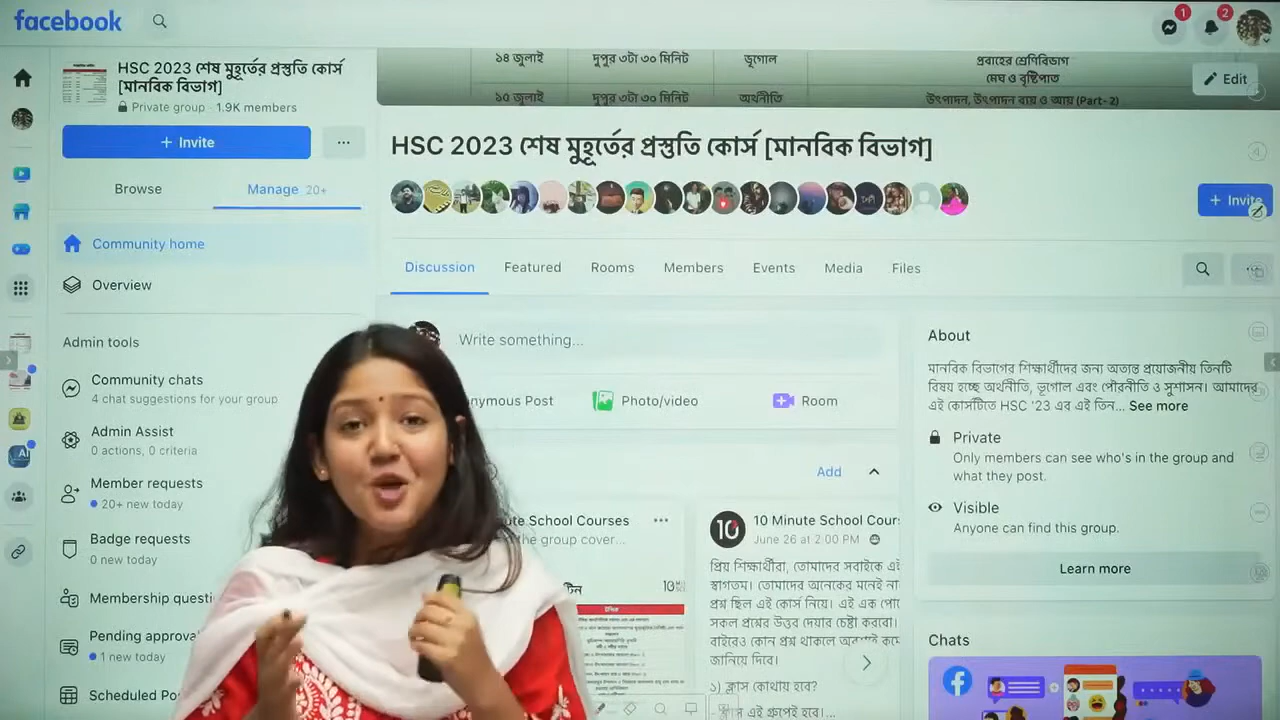 facebook
1
2
HSC 2023 শেষ মুহূর্তের প্রস্তুতি কোর্স
[মানবিক বিভাগ]
Private group · 1.9K members
+ Invite
Browse
Manage 20+
Community home
Overview
Admin tools
Community chats
4 chat suggestions for your group
Admin Assist
0 actions, 0 criteria
Member requests
20+ new today
Badge requests
0 new today
Membership questi
Pending approva
1 new today
Scheduled Po
১৪ জুলাই দুপুর ৩টা ৩০ মিনিট ভূগোল প্রবাহের শ্রেণিবিভাগ
মেঘ ও বৃষ্টিপাত
১৫ জুলাই দুপুর ৩টা ৩০ মিনিট অর্থনীতি উৎপাদন, উৎপাদন ব্যয় ও আয় (Part- 2)
Edit
HSC 2023 শেষ মুহূর্তের প্রস্তুতি কোর্স [মানবিক বিভাগ]
+ Invite
Discussion Featured Rooms Members Events Media Files
Write something...
nymous Post Photo/video Room
Add
ute School Courses
the group cover...
10 Minute School Cours
June 26 at 2:00 PM
প্রিয় শিক্ষার্থীরা, তোমাদের সবাইকে এই
স্বাগতম। তোমাদের অনেকের মনেই না
প্রশ্ন ছিল এই কোর্স নিয়ে। এই এক পো
সকল প্রশ্নের উত্তর দেয়ার চেষ্টা করবো।
বাইরেও কোন প্রশ্ন থাকলে
জানিয়ে দিবে।
১) ক্লাস কোথায় হবে?
এই গ্রুপেই হবে।...
About
মানবিক বিভাগের শিক্ষার্থীদের জন্য অত্যন্ত প্রয়োজনীয় তিনটি
বিষয় হচ্ছে অর্থনীতি, ভূগোল এবং পৌরনীতি ও সুশাসন। আমাদের
এই কোর্সটিতে HSC '23 এর এই তিন... See more
Private
Only members can see who's in the group and
what they post.
Visible
Anyone can find this group.
Learn more
Chats